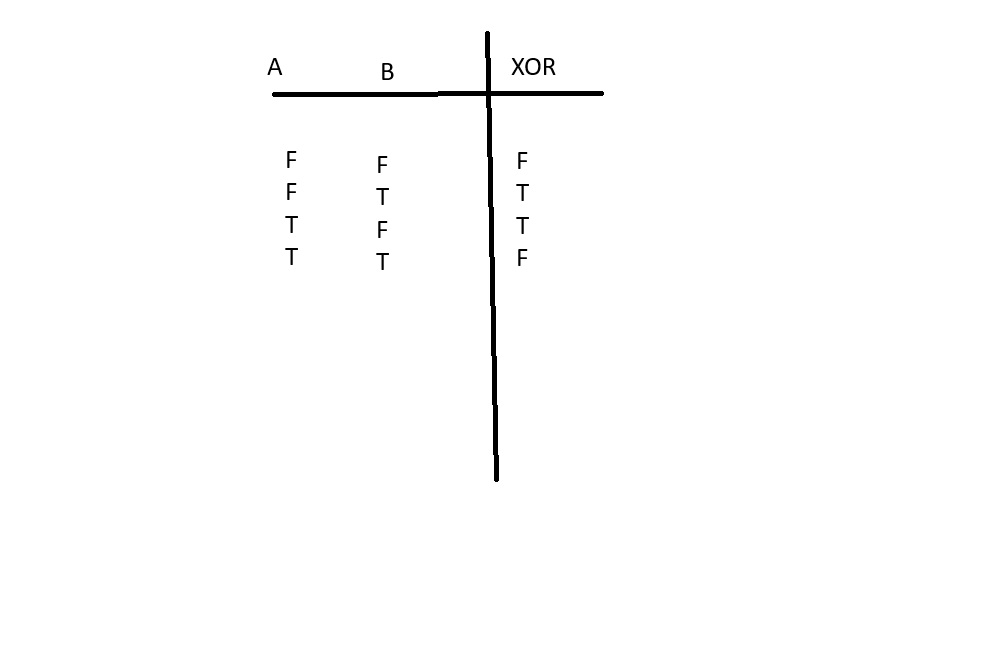 A B XOR
F F F
F T T
T F T
T T F